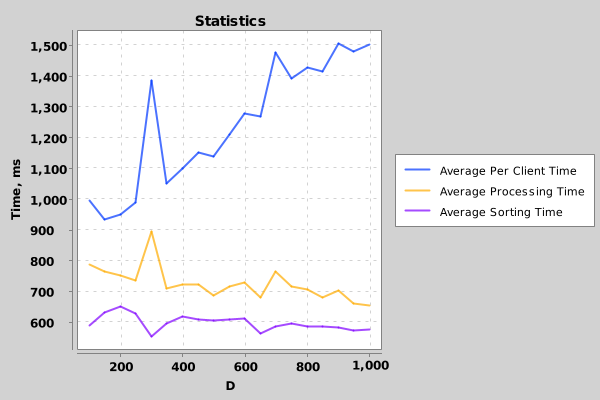 Statistics
1,500
1,400
1,300
1,200
1,100
1,000
900
800
700
600
Time, ms
200
400
600
800
1,000
D
Average Per Client Time
Average Processing Time
Average Sorting Time